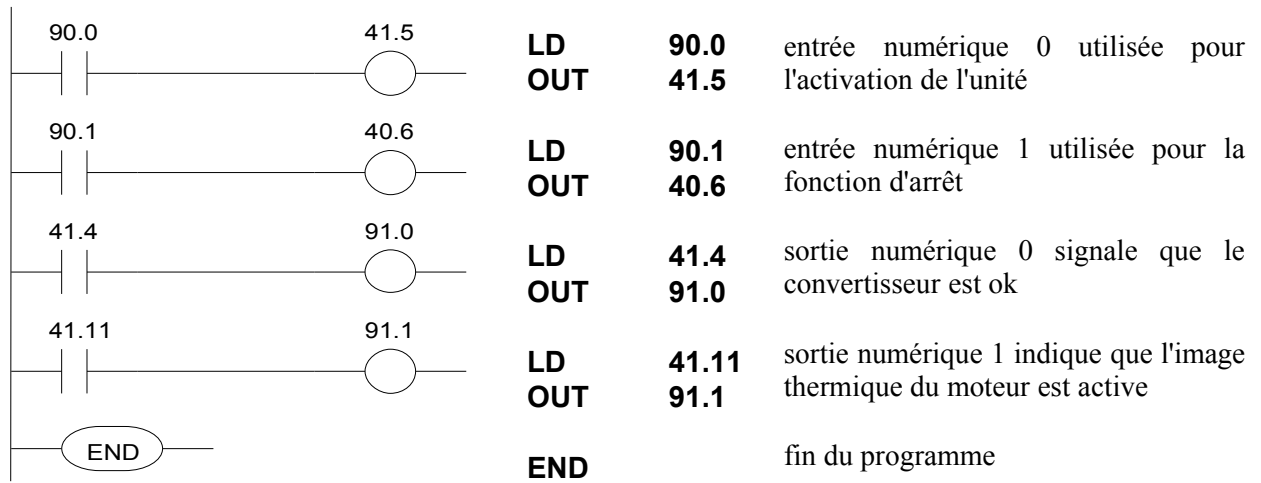 90.0 41.5
LD 90.0 entrée numérique 0 utilisée pour
OUT 41.5 l'activation de l'unité
90.1 40.6
LD 90.1 entrée numérique 1 utilisée pour la
OUT 40.6 fonction d'arrêt
41.4 91.0
LD 41.4 sortie numérique 0 signale que le
OUT 91.0 convertisseur est ok
41.11 91.1
LD 41.11 sortie numérique 1 indique que l'image
OUT 91.1 thermique du moteur est active
END
END fin du programme